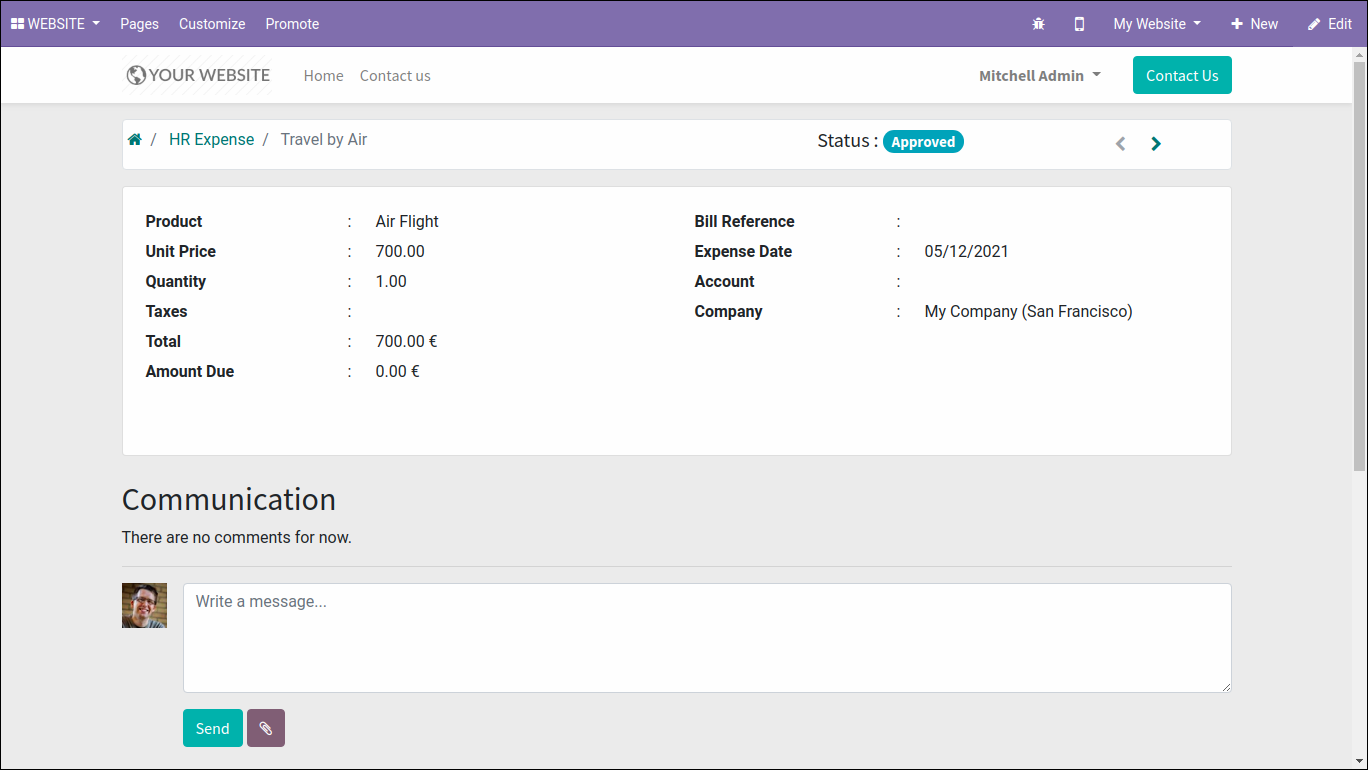 WEBSITE Pages Customize Promote My Website New Edit
YOUR WEBSITE Home Contact us Mitchell Admin Contact Us
/ HR Expense / Travel by Air Status : Approved
Product : Air Flight Bill Reference :
Unit Price : 700.00 Expense Date : 05/12/2021
Quantity : 1.00 Account :
Taxes : Company : My Company (San Francisco)
Total : 700.00 €
Amount Due : 0.00 €
Communication
There are no comments for now.
Write a message...
Send